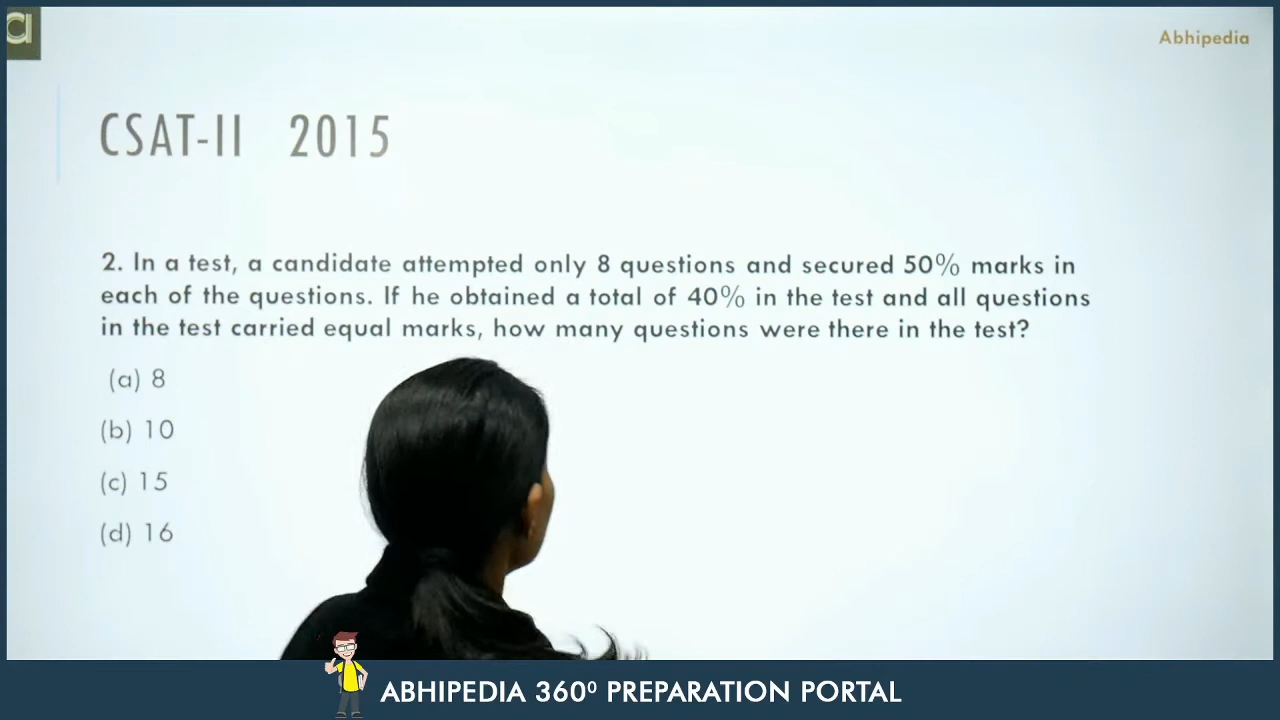 a
Abhipedia
CSAT-II 2015
2. In a test, a candidate attempted only 8 questions and secured 50% marks in
each of the questions. If he obtained a total of 40% in the test and all questions
in the test carried equal marks, how many questions were there in the test?
(a) 8
(b) 10
(c) 15
(d) 16
ABHIPEDIA 360⁰ PREPARATION PORTAL